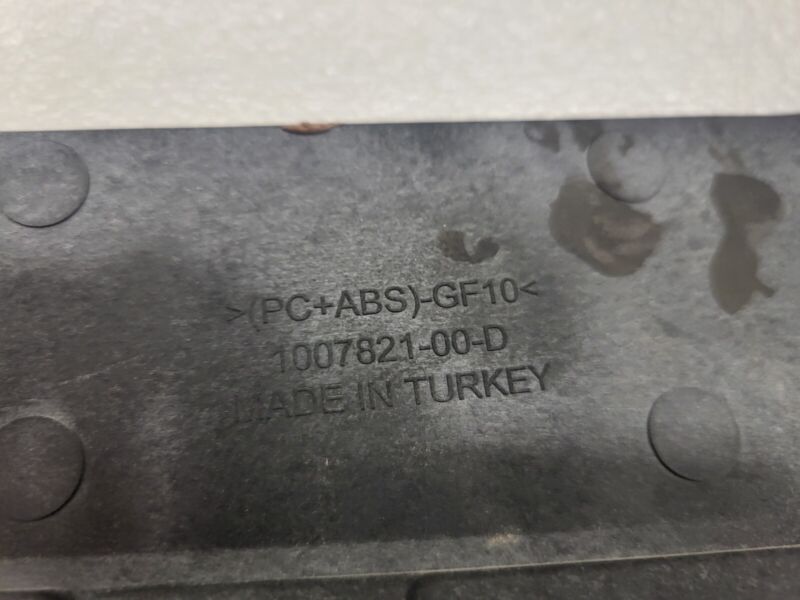 >(PC+ABS)-GF10<
1007821-00-D
MADE IN TURKEY